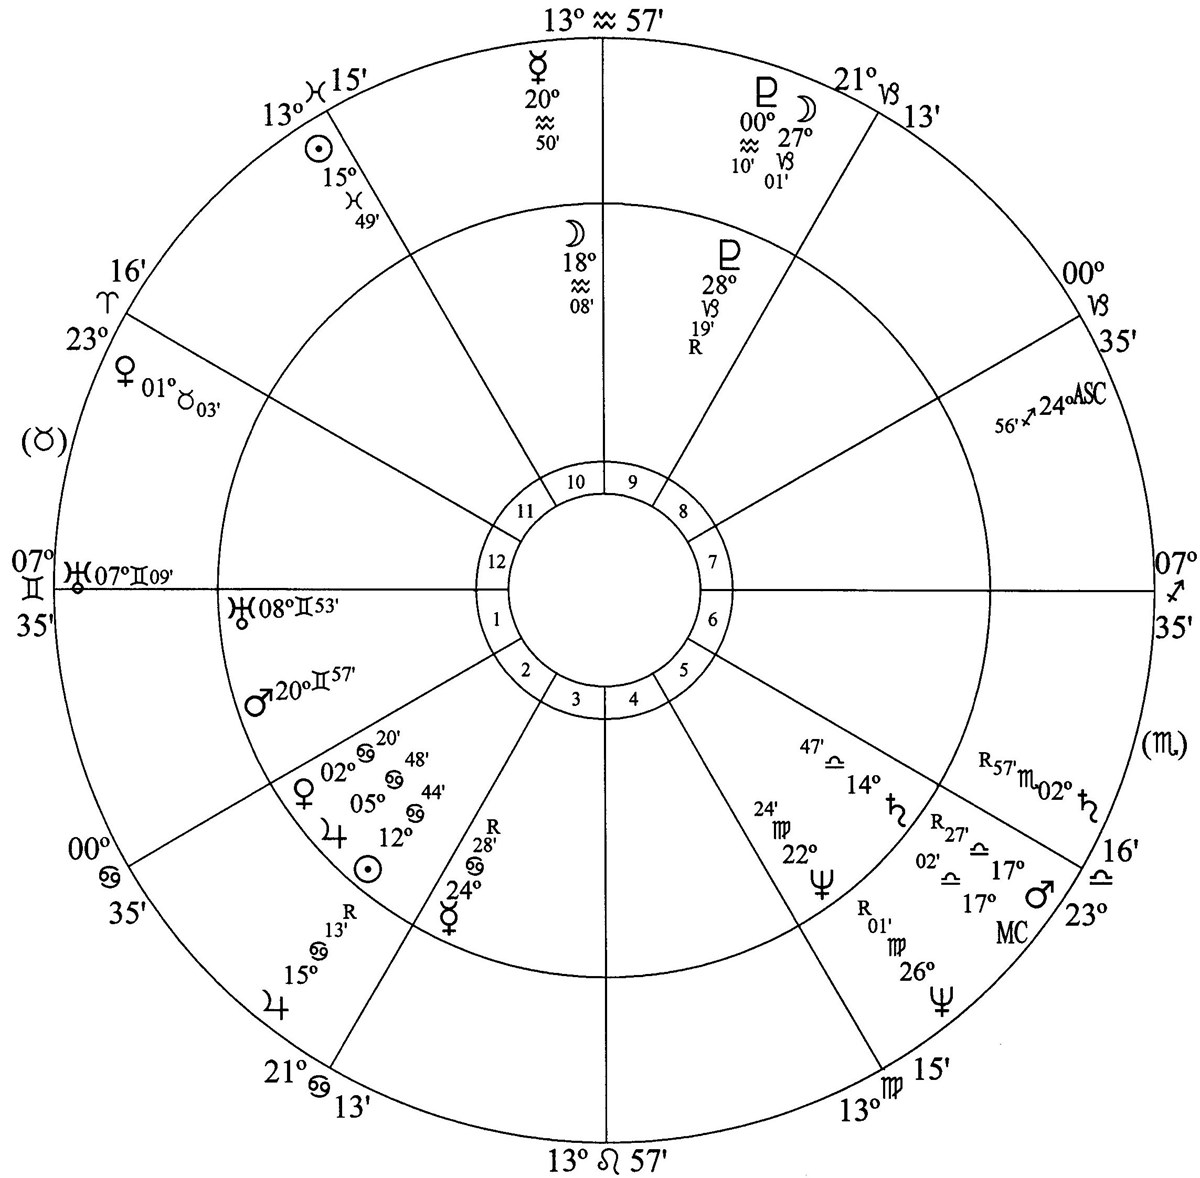 13° ♒ 57'
21° ♑ 13'
00° ♑ 35'
07° ♐ 35'
(♏)
16' ♎ 23°
15' ♍ 13°
13° ♌ 57'
21° ♋ 13'
00° ♋ 35'
07° ♊ 35'
(♉)
16' ♈ 23°
13° ♓ 15'
☿ 20° ♒ 50'
♇ 00° ♒ 10'
☽ 27° ♑ 01'
56' ♐ 24° ASC
R 57' ♏ 02° ♄
R 27' ♎ 17° ♂
02' ♎ 17° MC
R 01' ♍ 26° ♆
♃ 15° ♋ 13' R
♅ 07° ♊ 09'
♀ 01° ♉ 03'
☉ 15° ♓ 49'
☽ 18° ♒ 08'
♇ 28° ♑ 19' R
47' ♎ 14° ♄
24' ♍ 22° ♆
☿ 24° ♋ 28' R
☉ 12° ♋ 44'
♃ 05° ♋ 48'
♀ 02° ♋ 20'
♂ 20° ♊ 57'
♅ 08° ♊ 53'
1
2
3
4
5
6
7
8
9
10
11
12